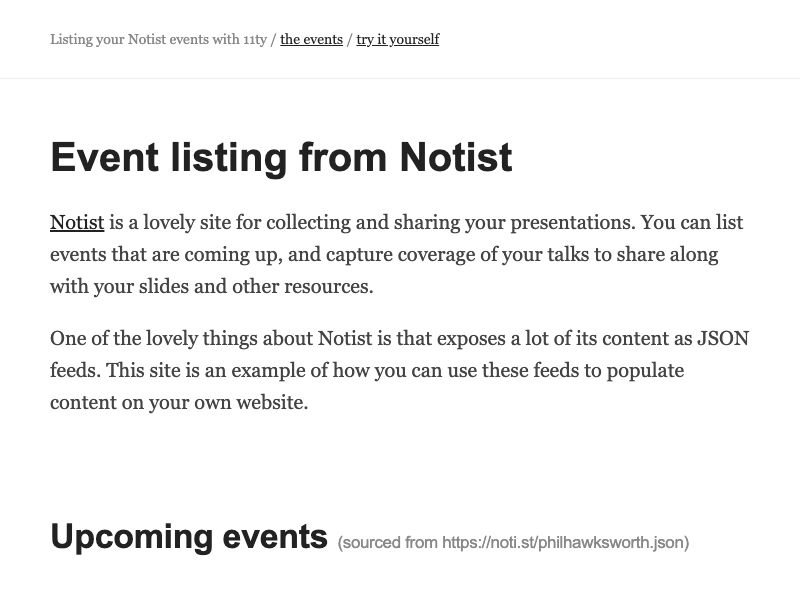 Listing your Notist events with 11ty / the events / try it yourself
Event listing from Notist
Notist is a lovely site for collecting and sharing your presentations. You can list
events that are coming up, and capture coverage of your talks to share along
with your slides and other resources.
One of the lovely things about Notist is that exposes a lot of its content as JSON
feeds. This site is an example of how you can use these feeds to populate
content on your own website.
Upcoming events (sourced from https://noti.st/philhawksworth.json)